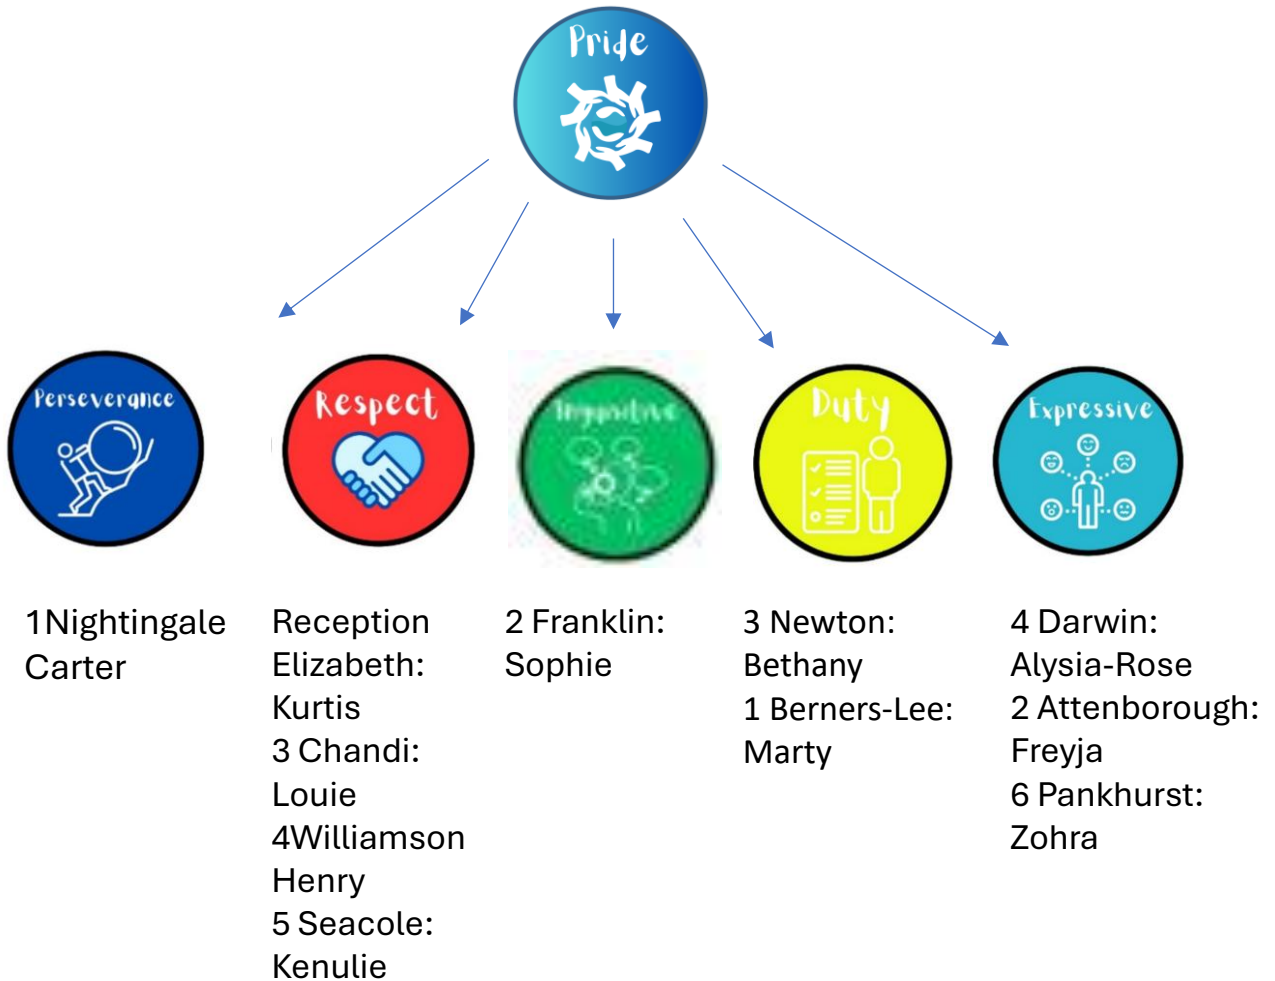 Pride
Perseverance
Respect
Duty
Expressive
1Nightingale
Carter
Reception
Elizabeth:
Kurtis
3 Chandi:
Louie
4Williamson
Henry
5 Seacole:
Kenulie
2 Franklin:
Sophie
3 Newton:
Bethany
1 Berners-Lee:
Marty
4 Darwin:
Alysia-Rose
2 Attenborough:
Freyja
6 Pankhurst:
Zohra